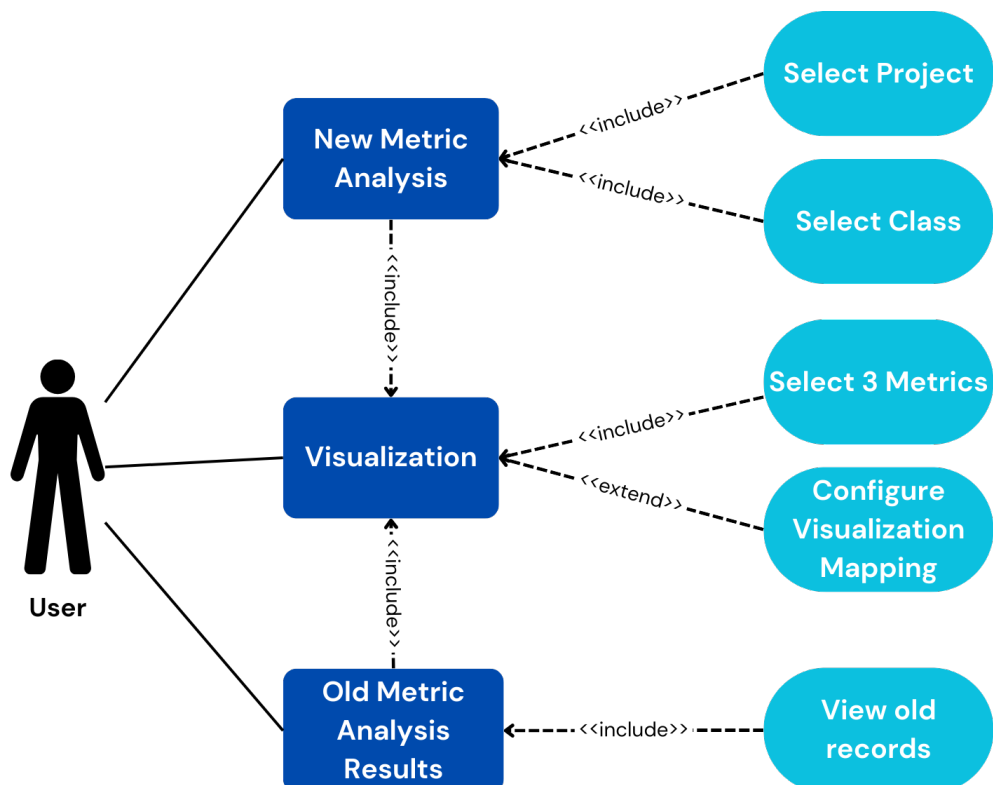 Select Project
<<include>>
New Metric
Analysis
<<include>>
Select Class
<<include>>
Select 3 Metrics
<<include>>
Visualization
<<extend>>
Configure
Visualization
Mapping
<<include>>
User
Old Metric
Analysis
Results
<<include>>
View old
records